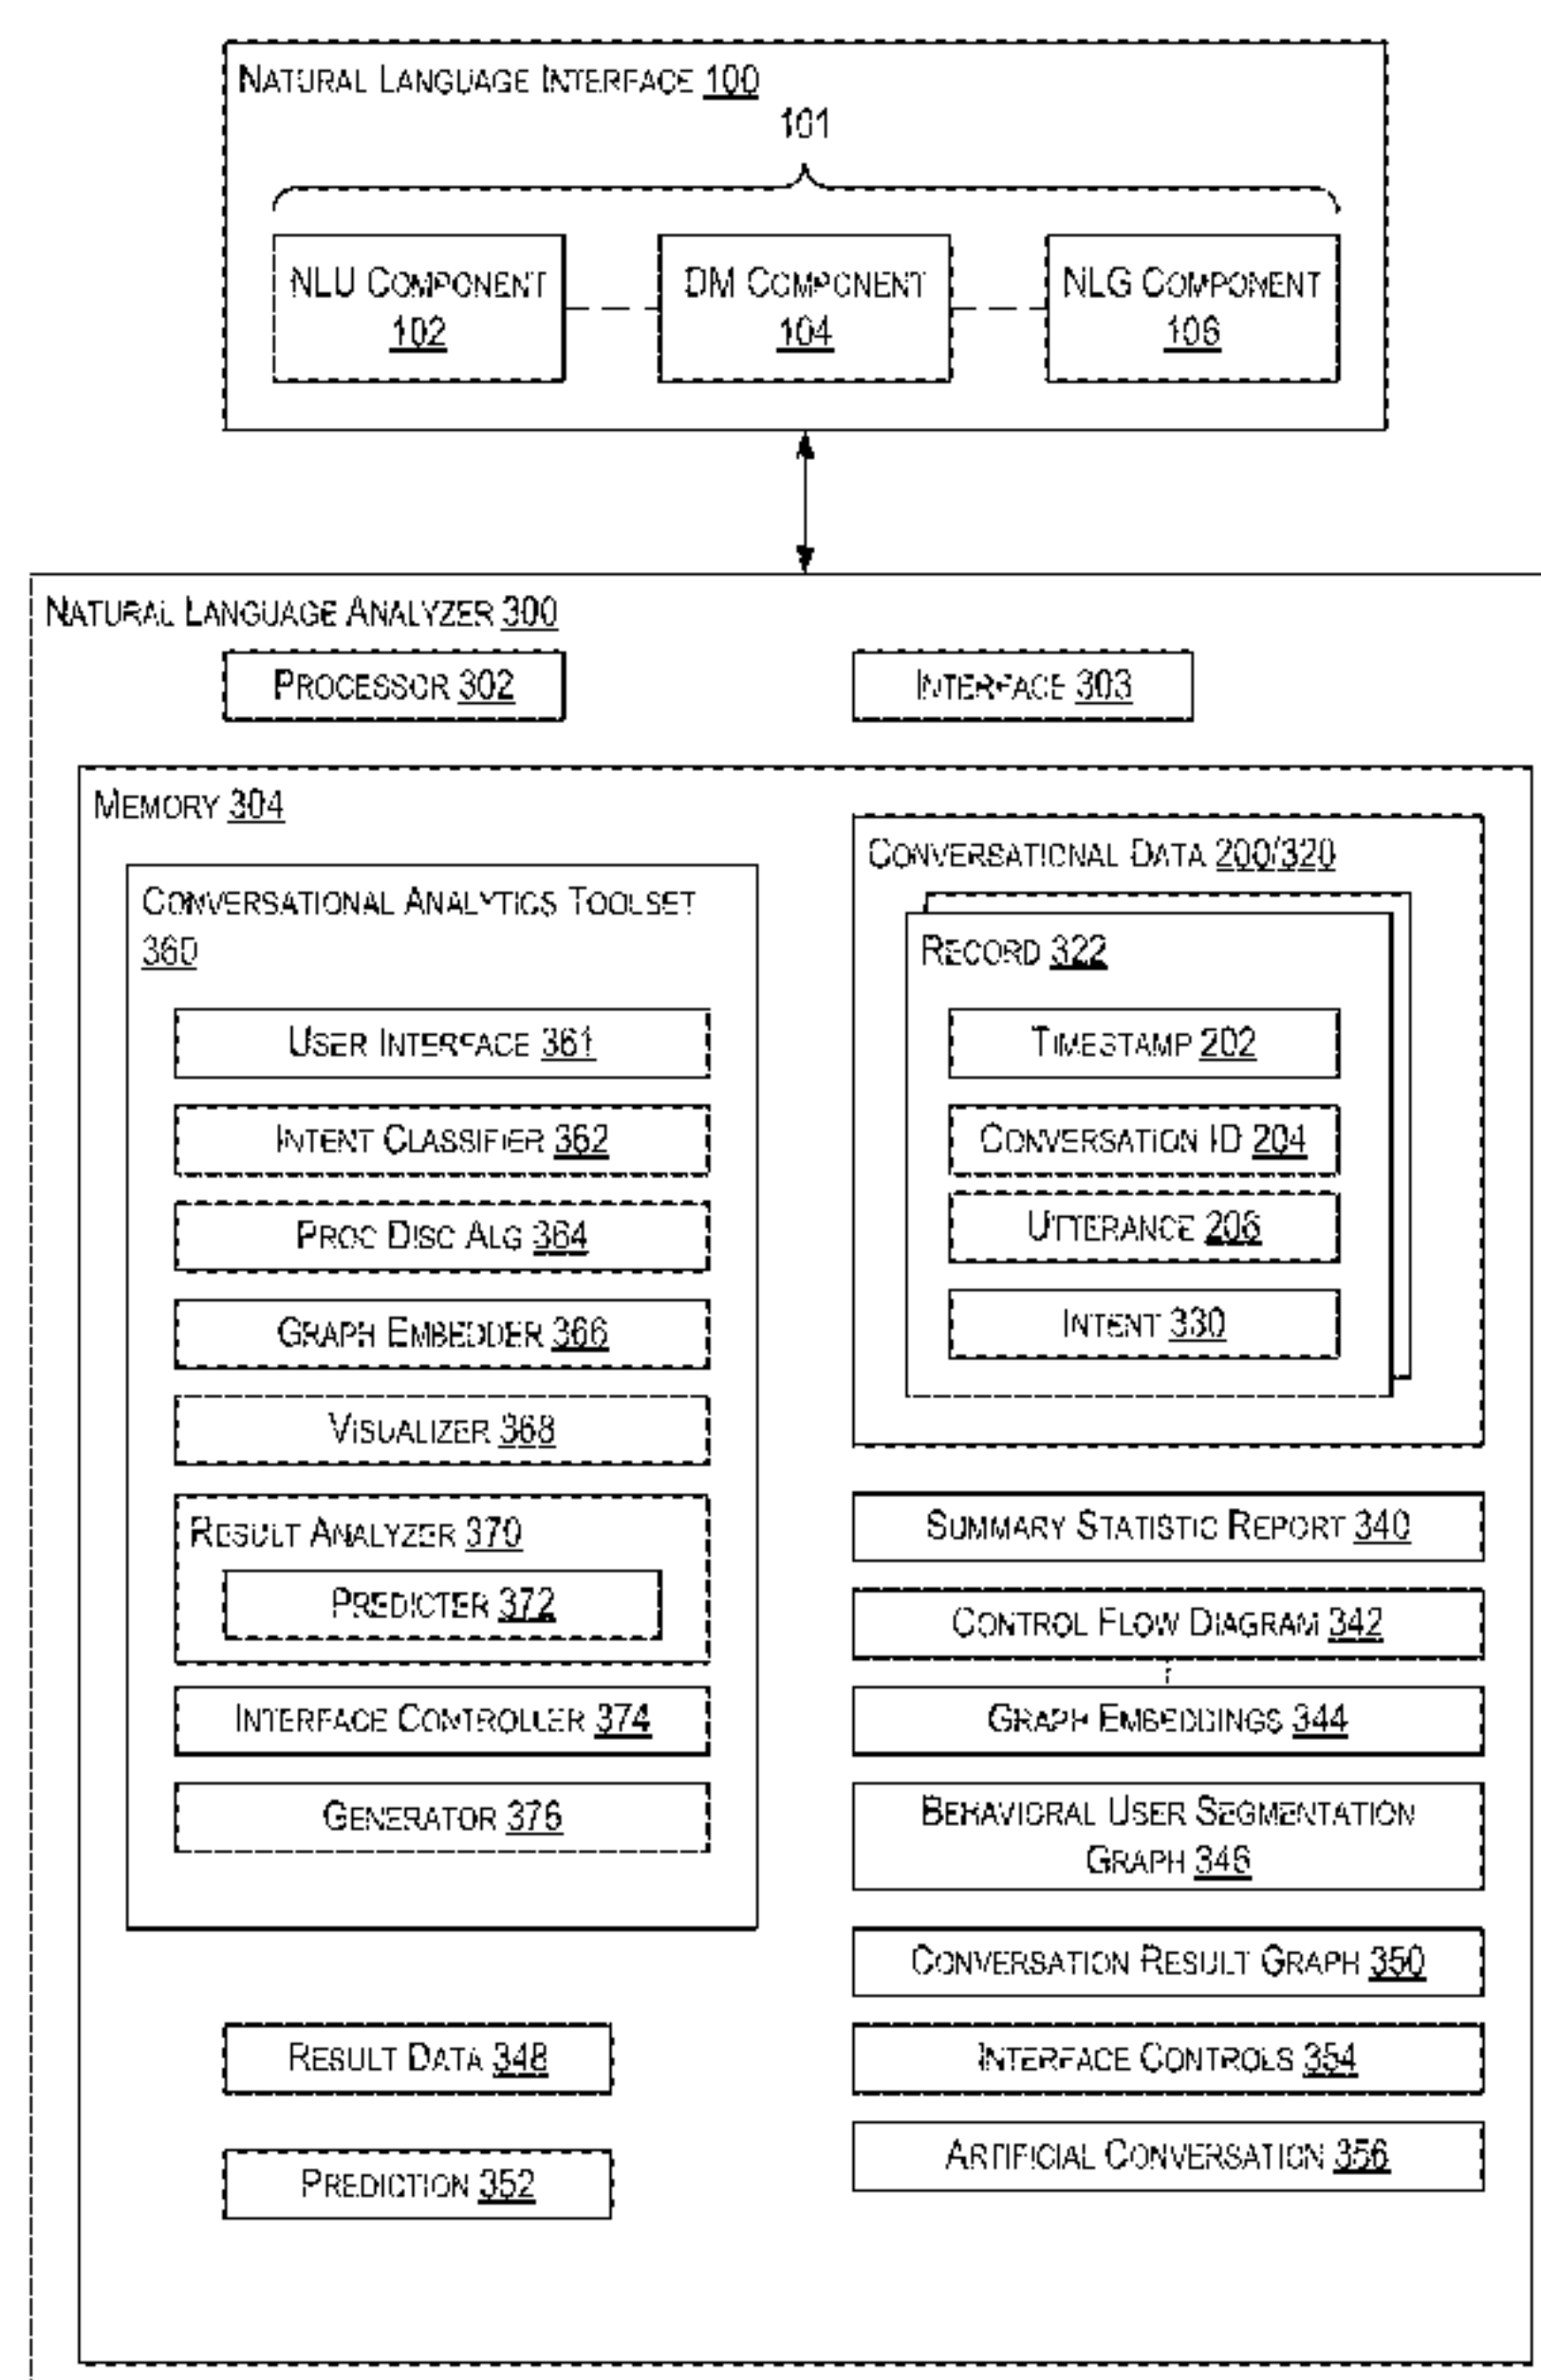 NATURAL LANGUAGE INTERFACE 100
101
NLU COMPONENT
102
DM COMPONENT
104
NLG COMPONENT
106
NATURAL LANGUAGE ANALYZER 300
PROCESSOR 302
INTERFACE 303
MEMORY 304
CONVERSATIONAL ANALYTICS TOOLSET
360
USER INTERFACE 361
INTENT CLASSIFIER 362
PROC DISC ALG 364
GRAPH EMBEDDER 366
VISUALIZER 368
RESULT ANALYZER 370
PREDICTER 372
INTERFACE CONTROLLER 374
GENERATOR 376
RESULT DATA 348
PREDICTION 352
CONVERSATIONAL DATA 200/320
RECORD 322
TIMESTAMP 202
CONVERSATION ID 204
UTTERANCE 206
INTENT 330
SUMMARY STATISTIC REPORT 340
CONTROL FLOW DIAGRAM 342
GRAPH EMBEDDINGS 344
BEHAVIORAL USER SEGMENTATION
GRAPH 346
CONVERSATION RESULT GRAPH 350
INTERFACE CONTROLS 354
ARTIFICIAL CONVERSATION 356